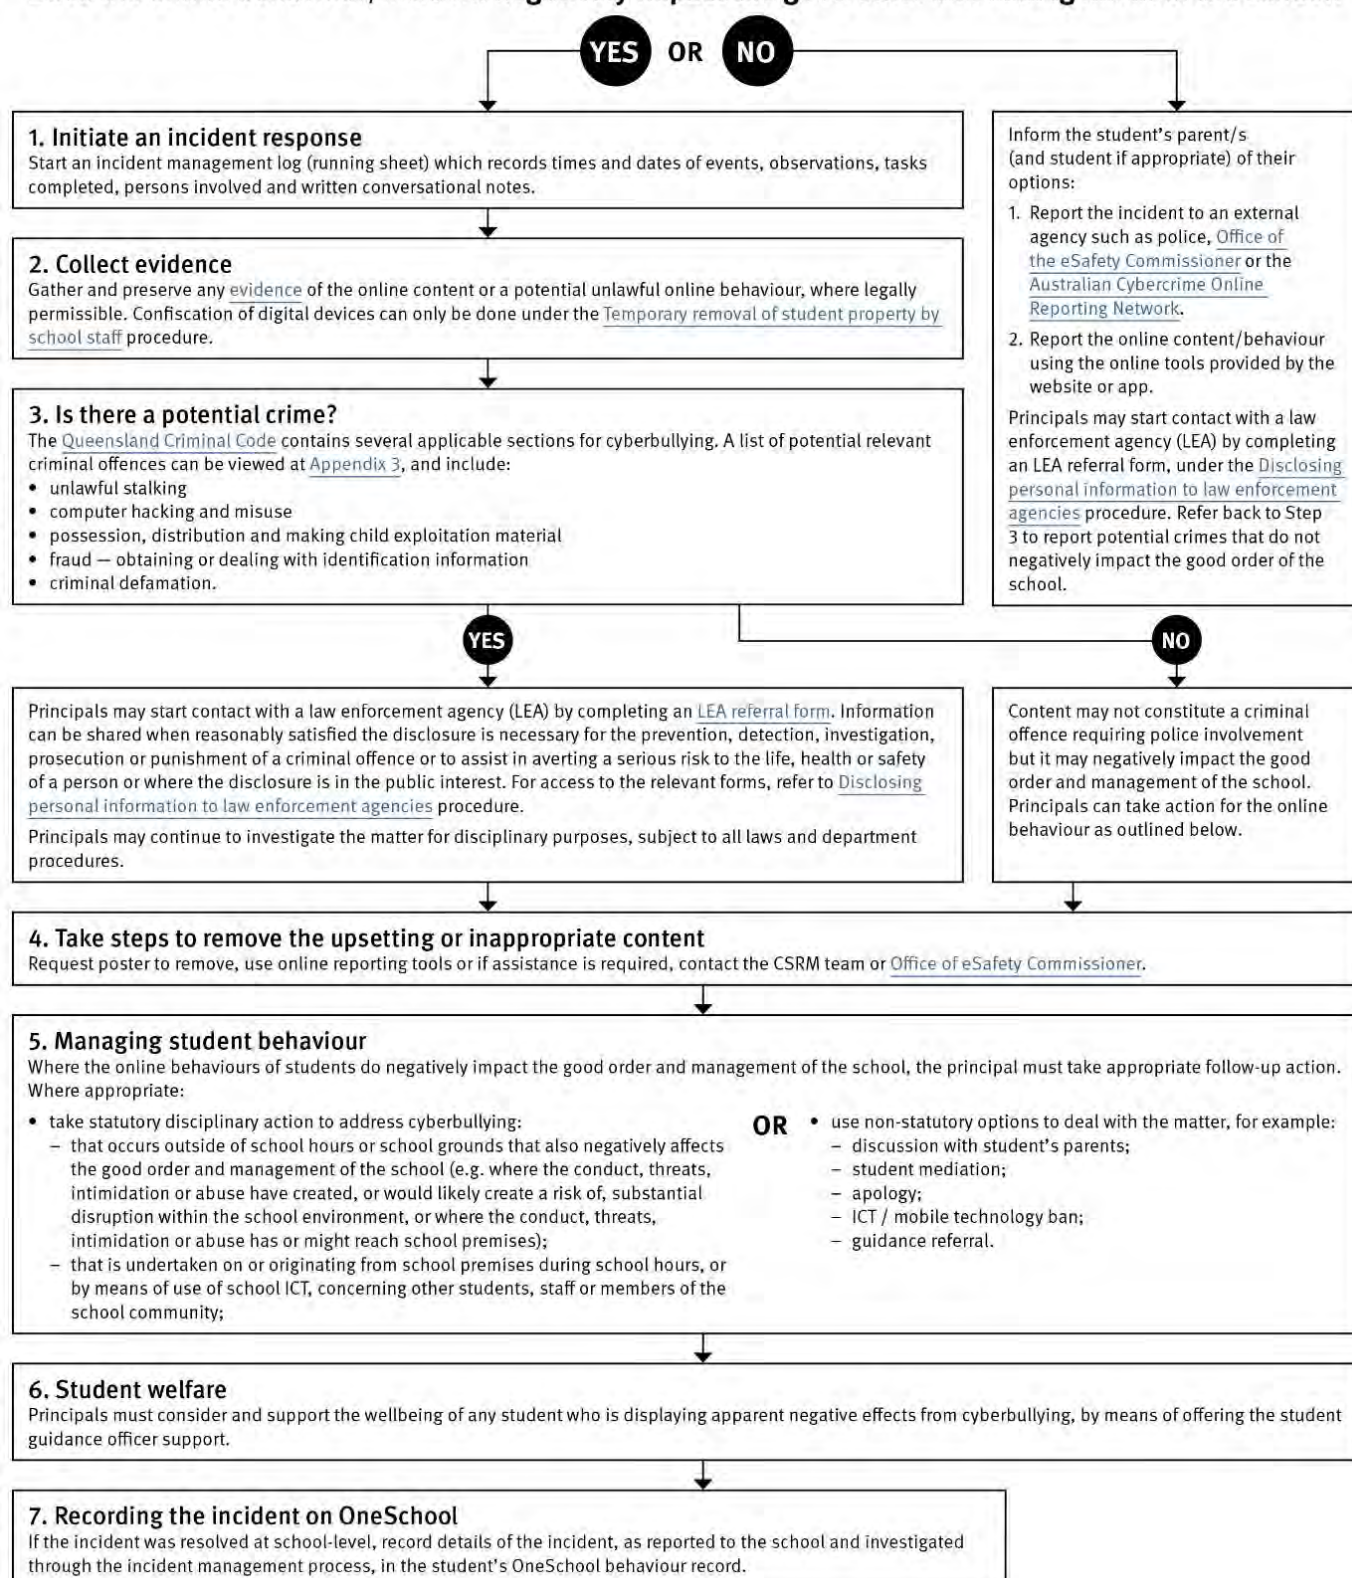 YES OR NO
1. Initiate an incident response
Start an incident management log (running sheet) which records times and dates of events, observations, tasks
completed, persons involved and written conversational notes.
Inform the student's parent/s
(and student if appropriate) of their
options:
1. Report the incident to an external
agency such as police, Office of
the eSafety Commissioner or the
Australian Cybercrime Online
Reporting Network.
2. Report the online content/behaviour
using the online tools provided by the
website or app.
Principals may start contact with a law
enforcement agency (LEA) by completing
an LEA referral form, under the Disclosing
personal information to law enforcement
agencies procedure. Refer back to Step
3 to report potential crimes that do not
negatively impact the good order of the
school.
2. Collect evidence
Gather and preserve any evidence of the online content or a potential unlawful online behaviour, where legally
permissible. Confiscation of digital devices can only be done under the Temporary removal of student property by
school staff procedure.
3. Is there a potential crime?
The Queensland Criminal Code contains several applicable sections for cyberbullying. A list of potential relevant
criminal offences can be viewed at Appendix 3, and include:
• unlawful stalking
• computer hacking and misuse
• possession, distribution and making child exploitation material
• fraud — obtaining or dealing with identification information
• criminal defamation.
YES
NO
Principals may start contact with a law enforcement agency (LEA) by completing an LEA referral form. Information
can be shared when reasonably satisfied the disclosure is necessary for the prevention, detection, investigation,
prosecution or punishment of a criminal offence or to assist in averting a serious risk to the life, health or safety
of a person or where the disclosure is in the public interest. For access to the relevant forms, refer to Disclosing
personal information to law enforcement agencies procedure.
Principals may continue to investigate the matter for disciplinary purposes, subject to all laws and department
procedures.
Content may not constitute a criminal
offence requiring police involvement
but it may negatively impact the good
order and management of the school.
Principals can take action for the online
behaviour as outlined below.
4. Take steps to remove the upsetting or inappropriate content
Request poster to remove, use online reporting tools or if assistance is required, contact the CSRM team or Office of eSafety Commissioner.
5. Managing student behaviour
Where the online behaviours of students do negatively impact the good order and management of the school, the principal must take appropriate follow-up action.
Where appropriate:
• take statutory disciplinary action to address cyberbullying:
– that occurs outside of school hours or school grounds that also negatively affects
the good order and management of the school (e.g. where the conduct, threats,
intimidation or abuse have created, or would likely create a risk of, substantial
disruption within the school environment, or where the conduct, threats,
intimidation or abuse has or might reach school premises);
– that is undertaken on or originating from school premises during school hours, or
by means of use of school ICT, concerning other students, staff or members of the
school community;
OR
• use non-statutory options to deal with the matter, for example:
– discussion with student's parents;
– student mediation;
– apology;
– ICT / mobile technology ban;
– guidance referral.
6. Student welfare
Principals must consider and support the wellbeing of any student who is displaying apparent negative effects from cyberbullying, by means of offering the student
guidance officer support.
7. Recording the incident on OneSchool
If the incident was resolved at school-level, record details of the incident, as reported to the school and investigated
through the incident management process, in the student's OneSchool behaviour record.